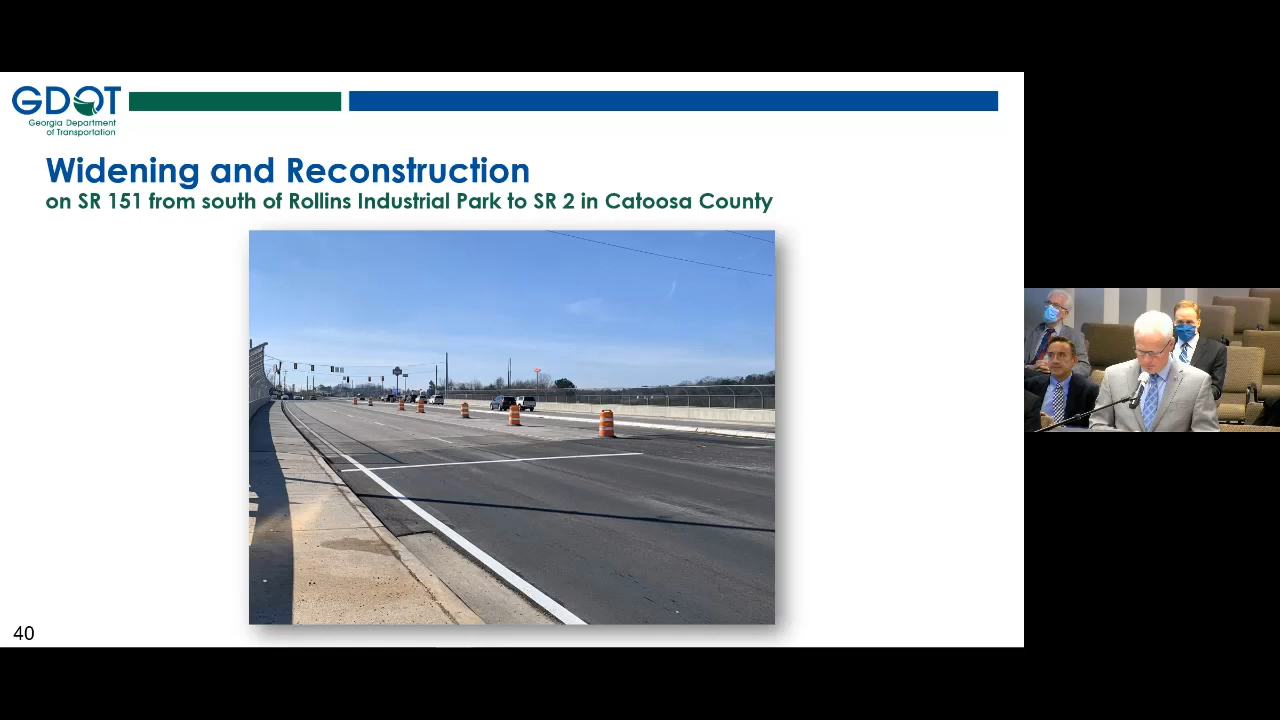 GDOT
Georgia Department
of Transportation
Widening and Reconstruction
on SR 151 from south of Rollins Industrial Park to SR 2 in Catoosa County
40